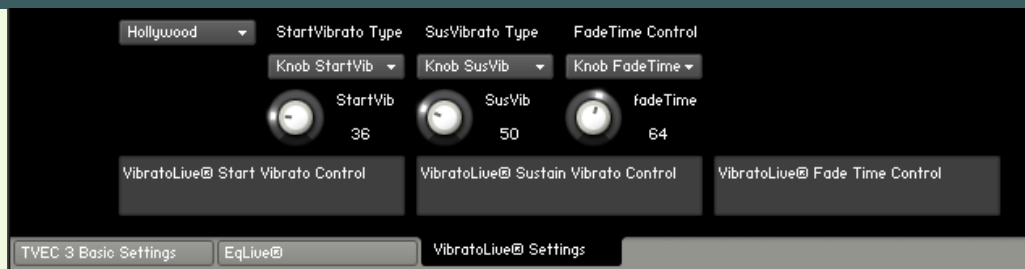 Hollywood StartVibrato Type SusVibrato Type FadeTime Control
Knob StartVib Knob SusVib Knob FadeTime
StartVib SusVib fadeTime
36 50 64
VibratoLive® Start Vibrato Control VibratoLive® Sustain Vibrato Control VibratoLive® Fade Time Control
TVEC 3 Basic Settings EqLive® VibratoLive® Settings